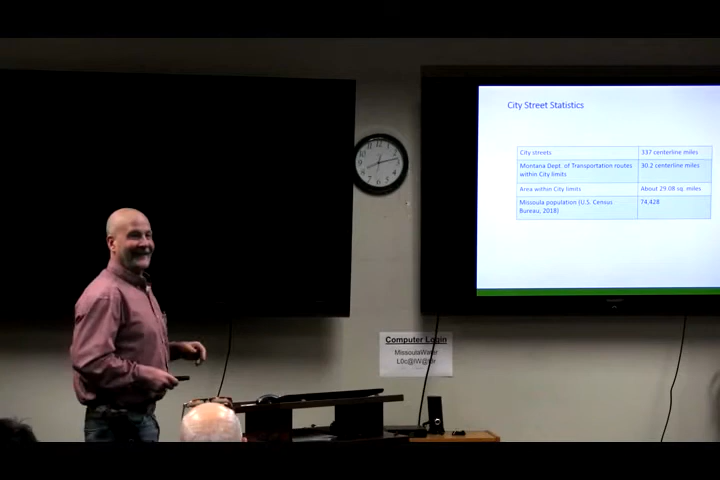 City Street Statistics
City streets 337 centerline miles
Montana Dept. of Transportation routes 30.2 centerline miles
within City limits
Area within City limits About 29.08 sq. miles
Missoula population (U.S. Census 74,428
Bureau, 2018)
Computer Login
MissoulaWater